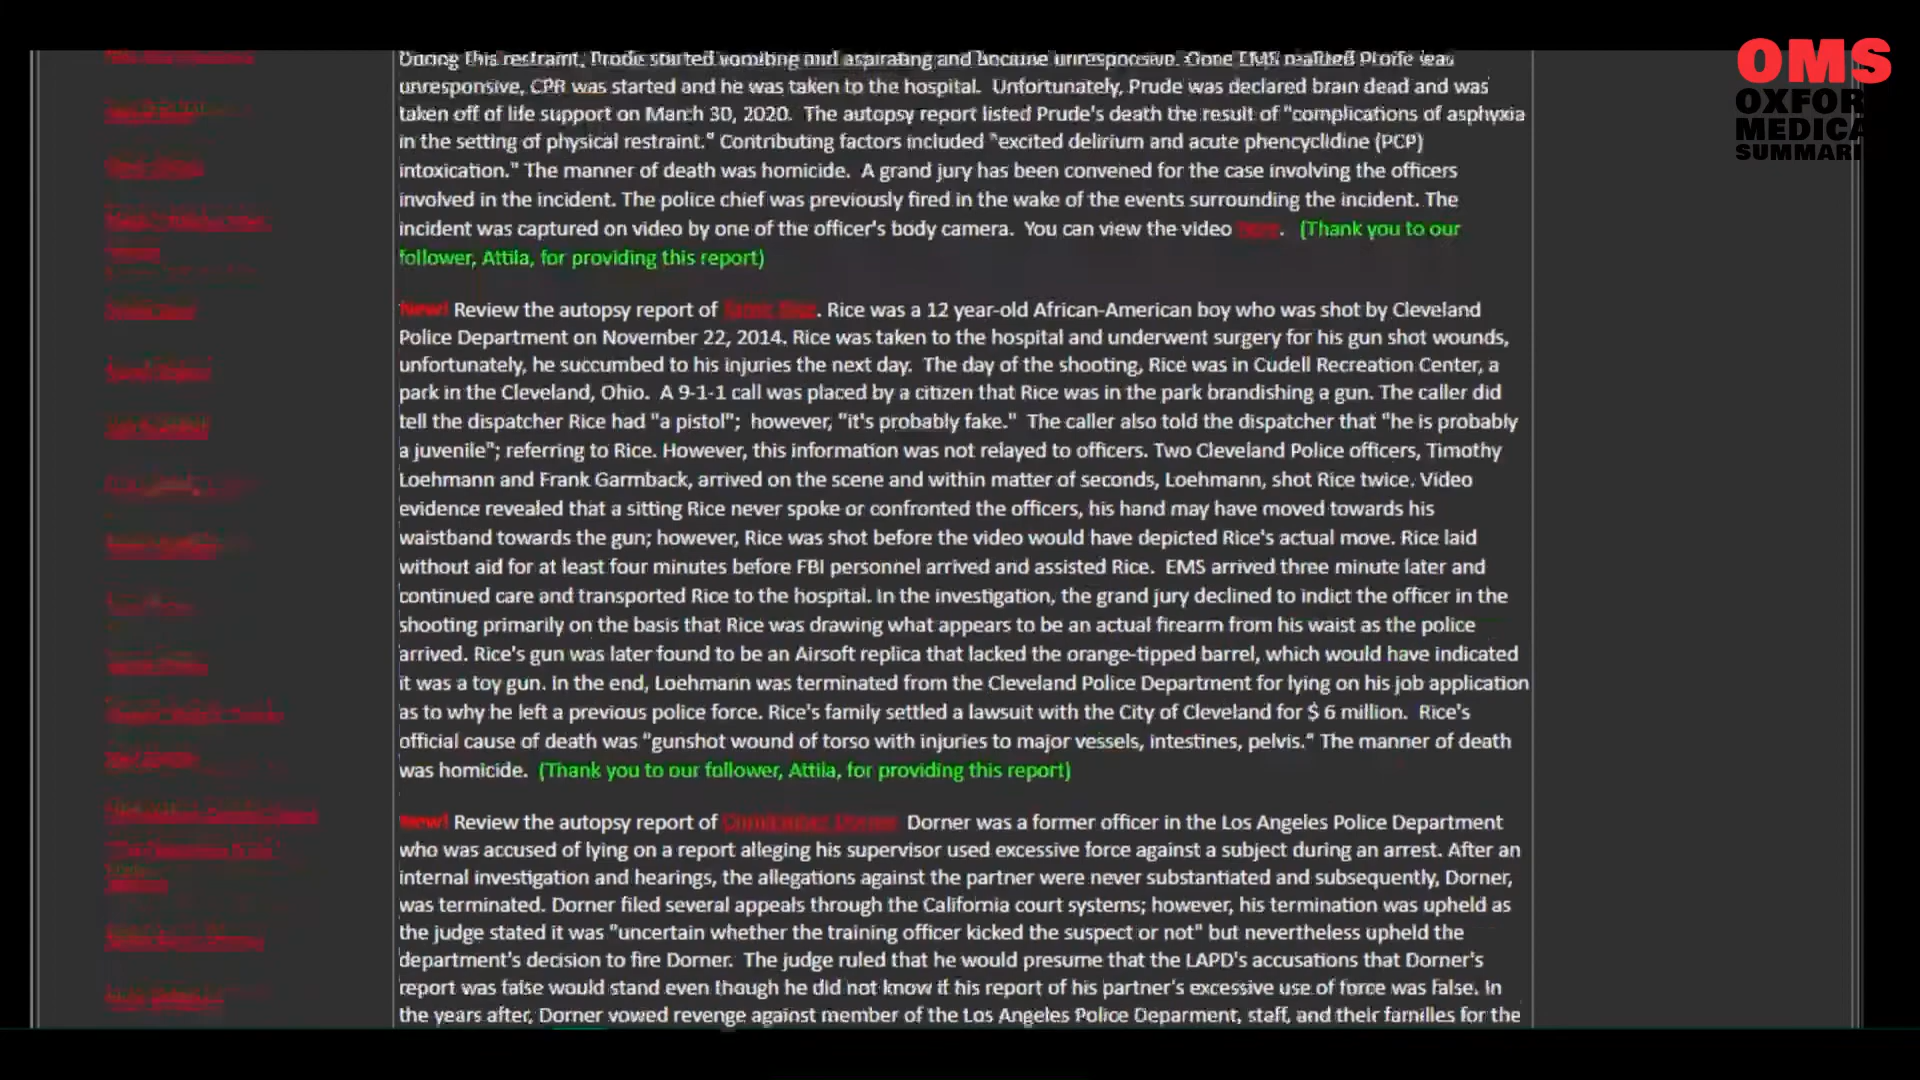 OMS
OXFOR
MEDICA
SUMMARI
During this restraint, Prude started vomiting and aspirating and became unresponsive. Once EMS realized Prude was
unresponsive, CPR was started and he was taken to the hospital. Unfortunately, Prude was declared brain dead and was
taken off of life support on March 30, 2020. The autopsy report listed Prude's death the result of "complications of asphyxia
in the setting of physical restraint." Contributing factors included "excited delirium and acute phencyclidine (PCP)
intoxication." The manner of death was homicide. A grand jury has been convened for the case involving the officers
involved in the incident. The police chief was previously fired in the wake of the events surrounding the incident. The
incident was captured on video by one of the officer's body camera. You can view the video here. (Thank you to our
follower, Attila, for providing this report)
New! Review the autopsy report of Tamir Rice. Rice was a 12 year-old African-American boy who was shot by Cleveland
Police Department on November 22, 2014. Rice was taken to the hospital and underwent surgery for his gun shot wounds,
unfortunately, he succumbed to his injuries the next day. The day of the shooting, Rice was in Cudell Recreation Center, a
park in the Cleveland, Ohio. A 9-1-1 call was placed by a citizen that Rice was in the park brandishing a gun. The caller did
tell the dispatcher Rice had "a pistol"; however, "it's probably fake." The caller also told the dispatcher that "he is probably
a juvenile"; referring to Rice. However, this information was not relayed to officers. Two Cleveland Police officers, Timothy
Loehmann and Frank Garmback, arrived on the scene and within matter of seconds, Loehmann, shot Rice twice. Video
evidence revealed that a sitting Rice never spoke or confronted the officers, his hand may have moved towards his
waistband towards the gun; however, Rice was shot before the video would have depicted Rice's actual move. Rice laid
without aid for at least four minutes before FBI personnel arrived and assisted Rice. EMS arrived three minute later and
continued care and transported Rice to the hospital. In the investigation, the grand jury declined to indict the officer in the
shooting primarily on the basis that Rice was drawing what appears to be an actual firearm from his waist as the police
arrived. Rice's gun was later found to be an Airsoft replica that lacked the orange-tipped barrel, which would have indicated
it was a toy gun. In the end, Loehmann was terminated from the Cleveland Police Department for lying on his job application
as to why he left a previous police force. Rice's family settled a lawsuit with the City of Cleveland for $ 6 million. Rice's
official cause of death was "gunshot wound of torso with injuries to major vessels, intestines, pelvis." The manner of death
was homicide. (Thank you to our follower, Attila, for providing this report)
New! Review the autopsy report of Christopher Dorner. Dorner was a former officer in the Los Angeles Police Department
who was accused of lying on a report alleging his supervisor used excessive force against a subject during an arrest. After an
internal investigation and hearings, the allegations against the partner were never substantiated and subsequently, Dorner,
was terminated. Dorner filed several appeals through the California court systems; however, his termination was upheld as
the judge stated it was "uncertain whether the training officer kicked the suspect or not" but nevertheless upheld the
department's decision to fire Dorner. The judge ruled that he would presume that the LAPD's accusations that Dorner's
report was false would stand even though he did not know if his report of his partner's excessive use of force was false. In
the years after, Dorner vowed revenge against member of the Los Angeles Police Deparment, staff, and their families for the